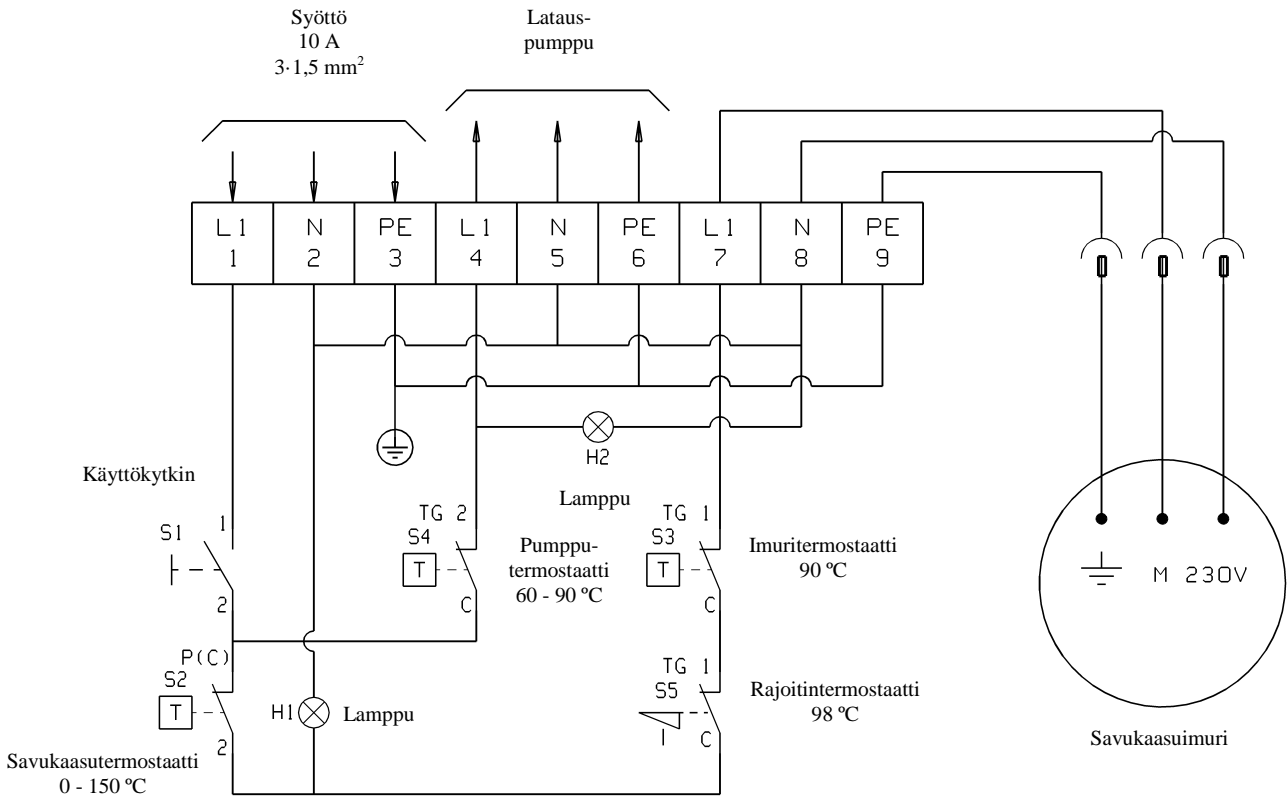 Syöttö
10 A
3·1,5 mm²
Lataus-
pumppu
L1 N PE L1 N PE L1 N PE
1 2 3 4 5 6 7 8 9
H2
Käyttökytkin
Lamppu
S1
1
2
TG 2
S4
T
C
Pumppu-
termostaatti
60 - 90 ºC
TG 1
S3
T
C
Imuritermostaatti
90 ºC
M 230V
P(C)
S2
T
2
H1
Lamppu
TG 1
S5
I
C
Rajoitintermostaatti
98 ºC
Savukaasuimuri
Savukaasutermostaatti
0 - 150 ºC